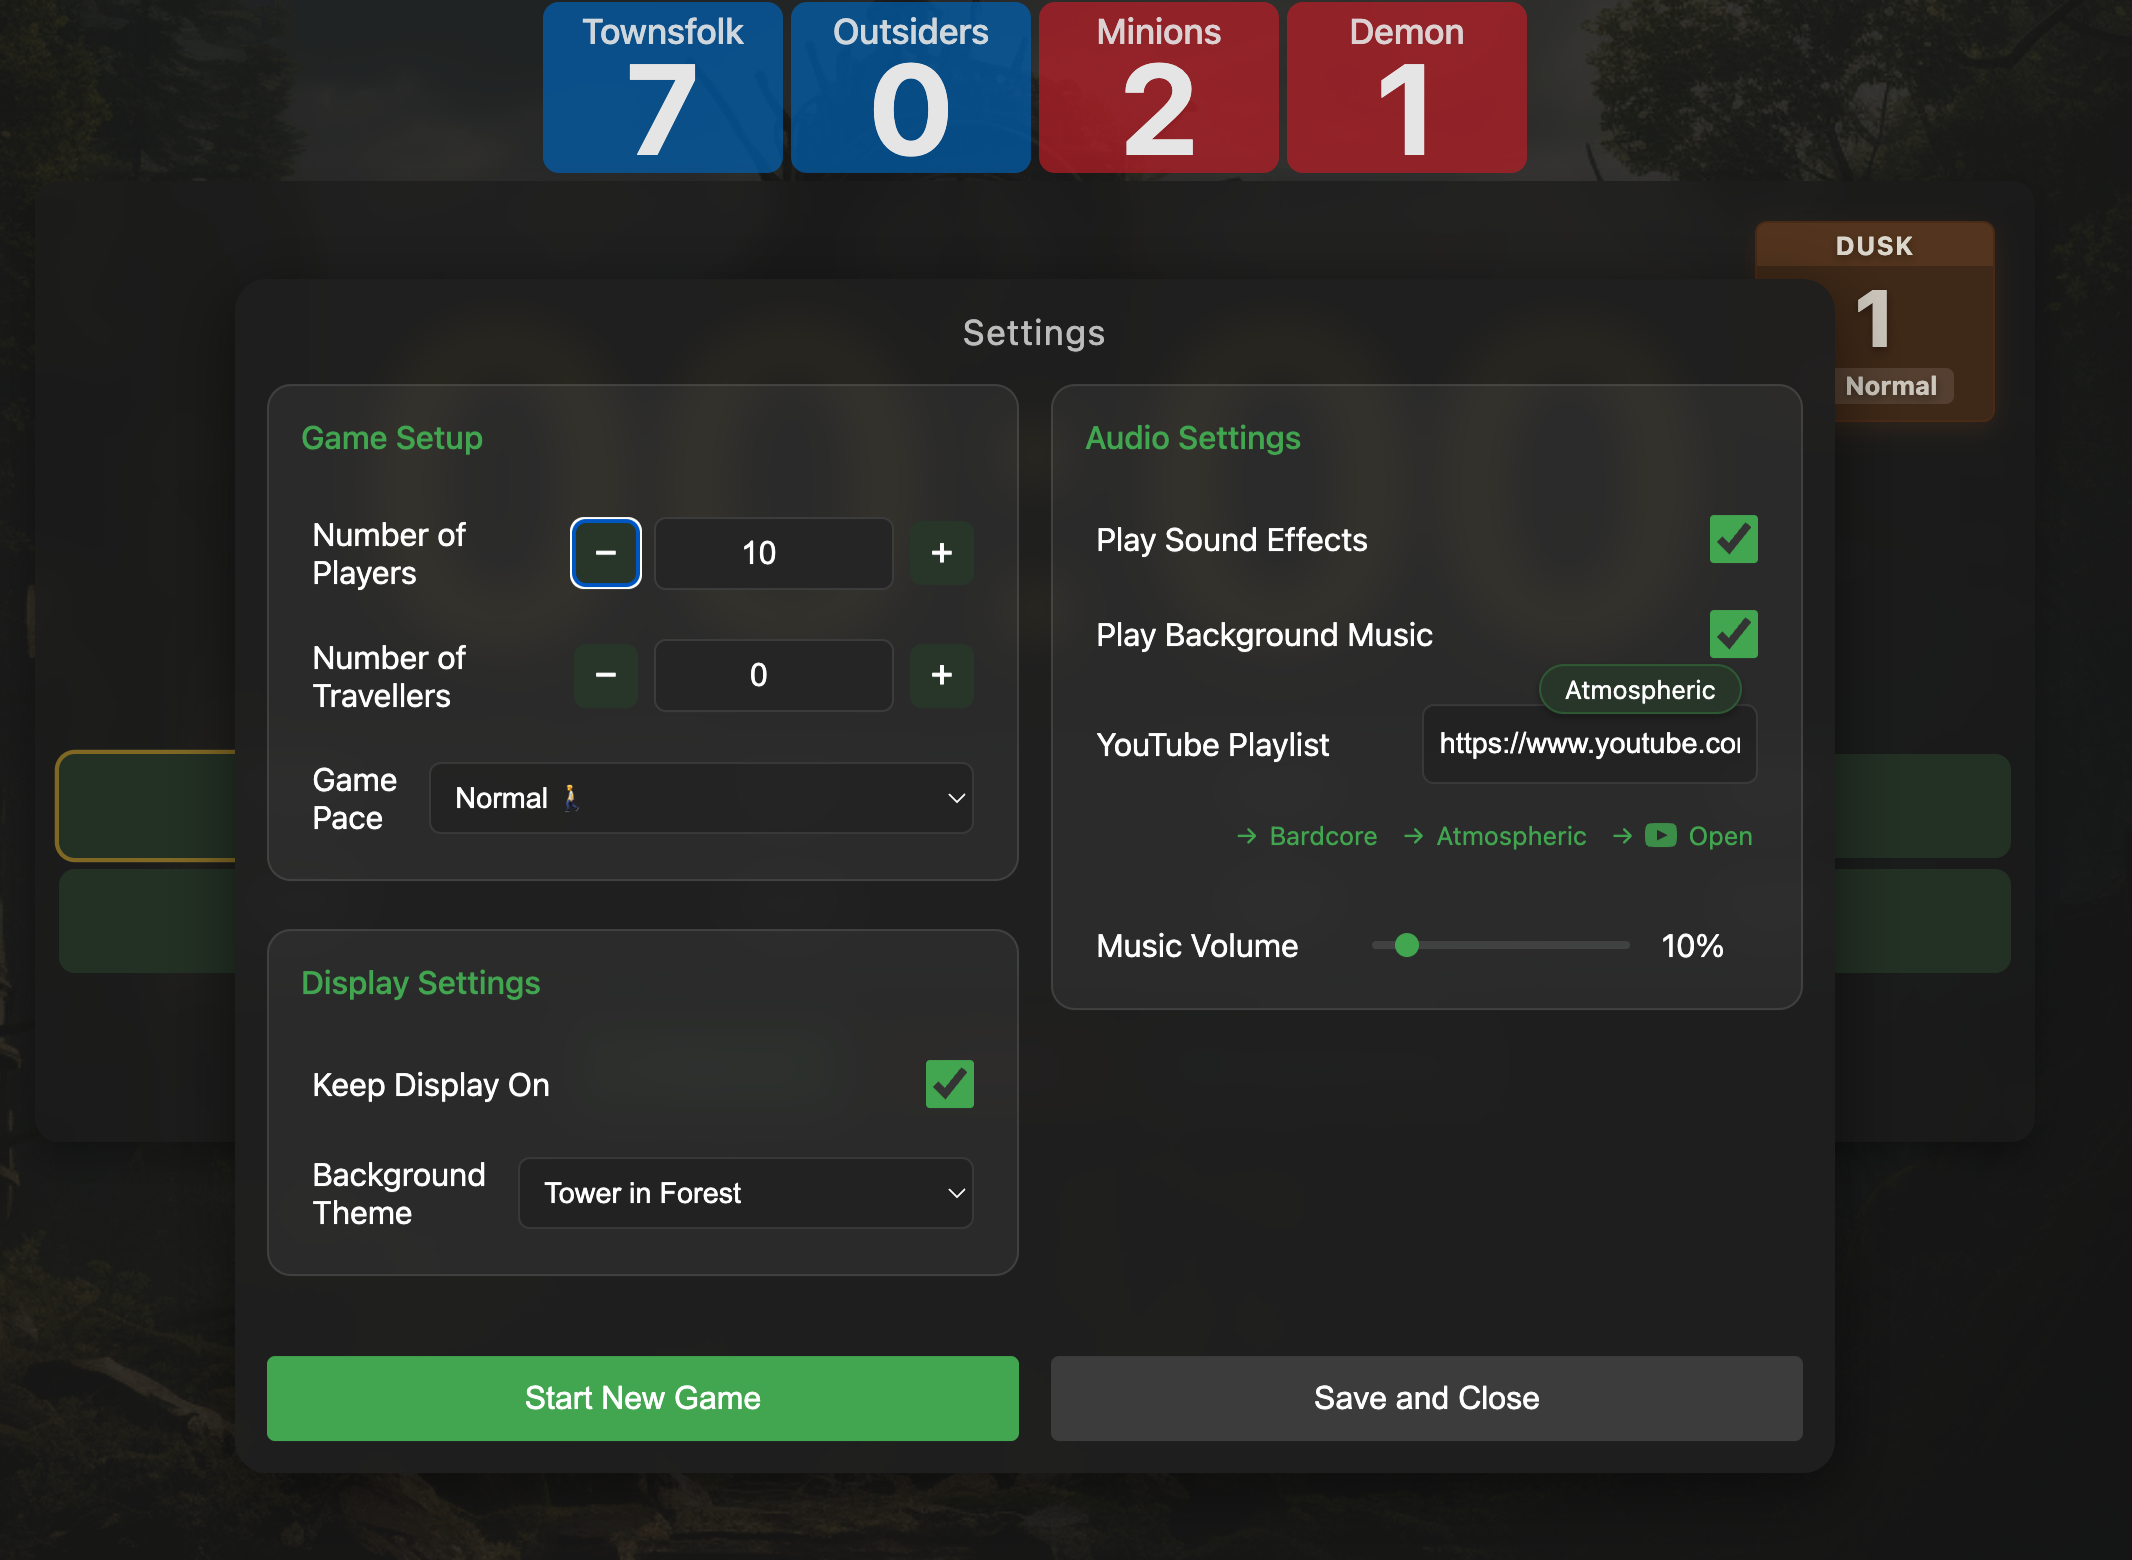 Townsfolk
7
Outsiders
0
Minions
2
Demon
1
DUSK
1
Normal
Settings
Game Setup
Number of
Players
−
10
+
Number of
Travellers
−
0
+
Game
Pace
Normal
Display Settings
Keep Display On
Background
Theme
Tower in Forest
Audio Settings
Play Sound Effects
Play Background Music
Atmospheric
YouTube Playlist
https://www.youtube.co
→ Bardcore
→ Atmospheric
→ Open
Music Volume
10%
Start New Game
Save and Close